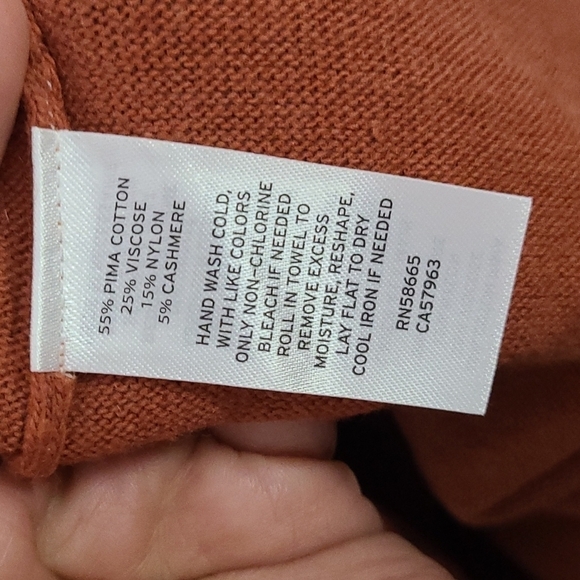 55% PIMA COTTON
25% VISCOSE
15% NYLON
5% CASHMERE
HAND WASH COLD,
WITH LIKE COLORS
ONLY NON-CHLORINE
BLEACH IF NEEDED
ROLL IN TOWEL TO
REMOVE EXCESS
MOISTURE, RESHAPE,
LAY FLAT TO DRY
COOL IRON IF NEEDED
RN58665
CA57963